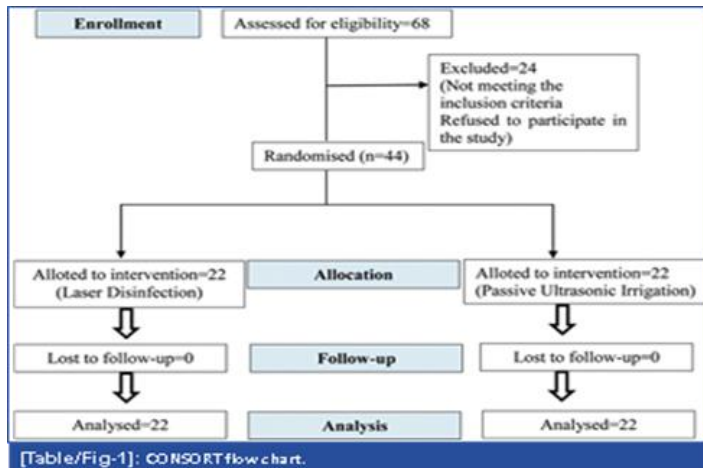 Enrollment
Assessed for eligibility=68
Excluded=24
(Not meeting the
inclusion criteria
Refused to participate in
the study)
Randomised (n=44)
Alloted to intervention=22
(Laser Disinfection)
Allocation
Alloted to intervention=22
(Passive Ultrasonic Irrigation)
Lost to follow-up=0
Follow-up
Lost to follow-up=0
Analysed=22
Analysis
Analysed=22
[Table/Fig-1]: CONSORT flow chart.